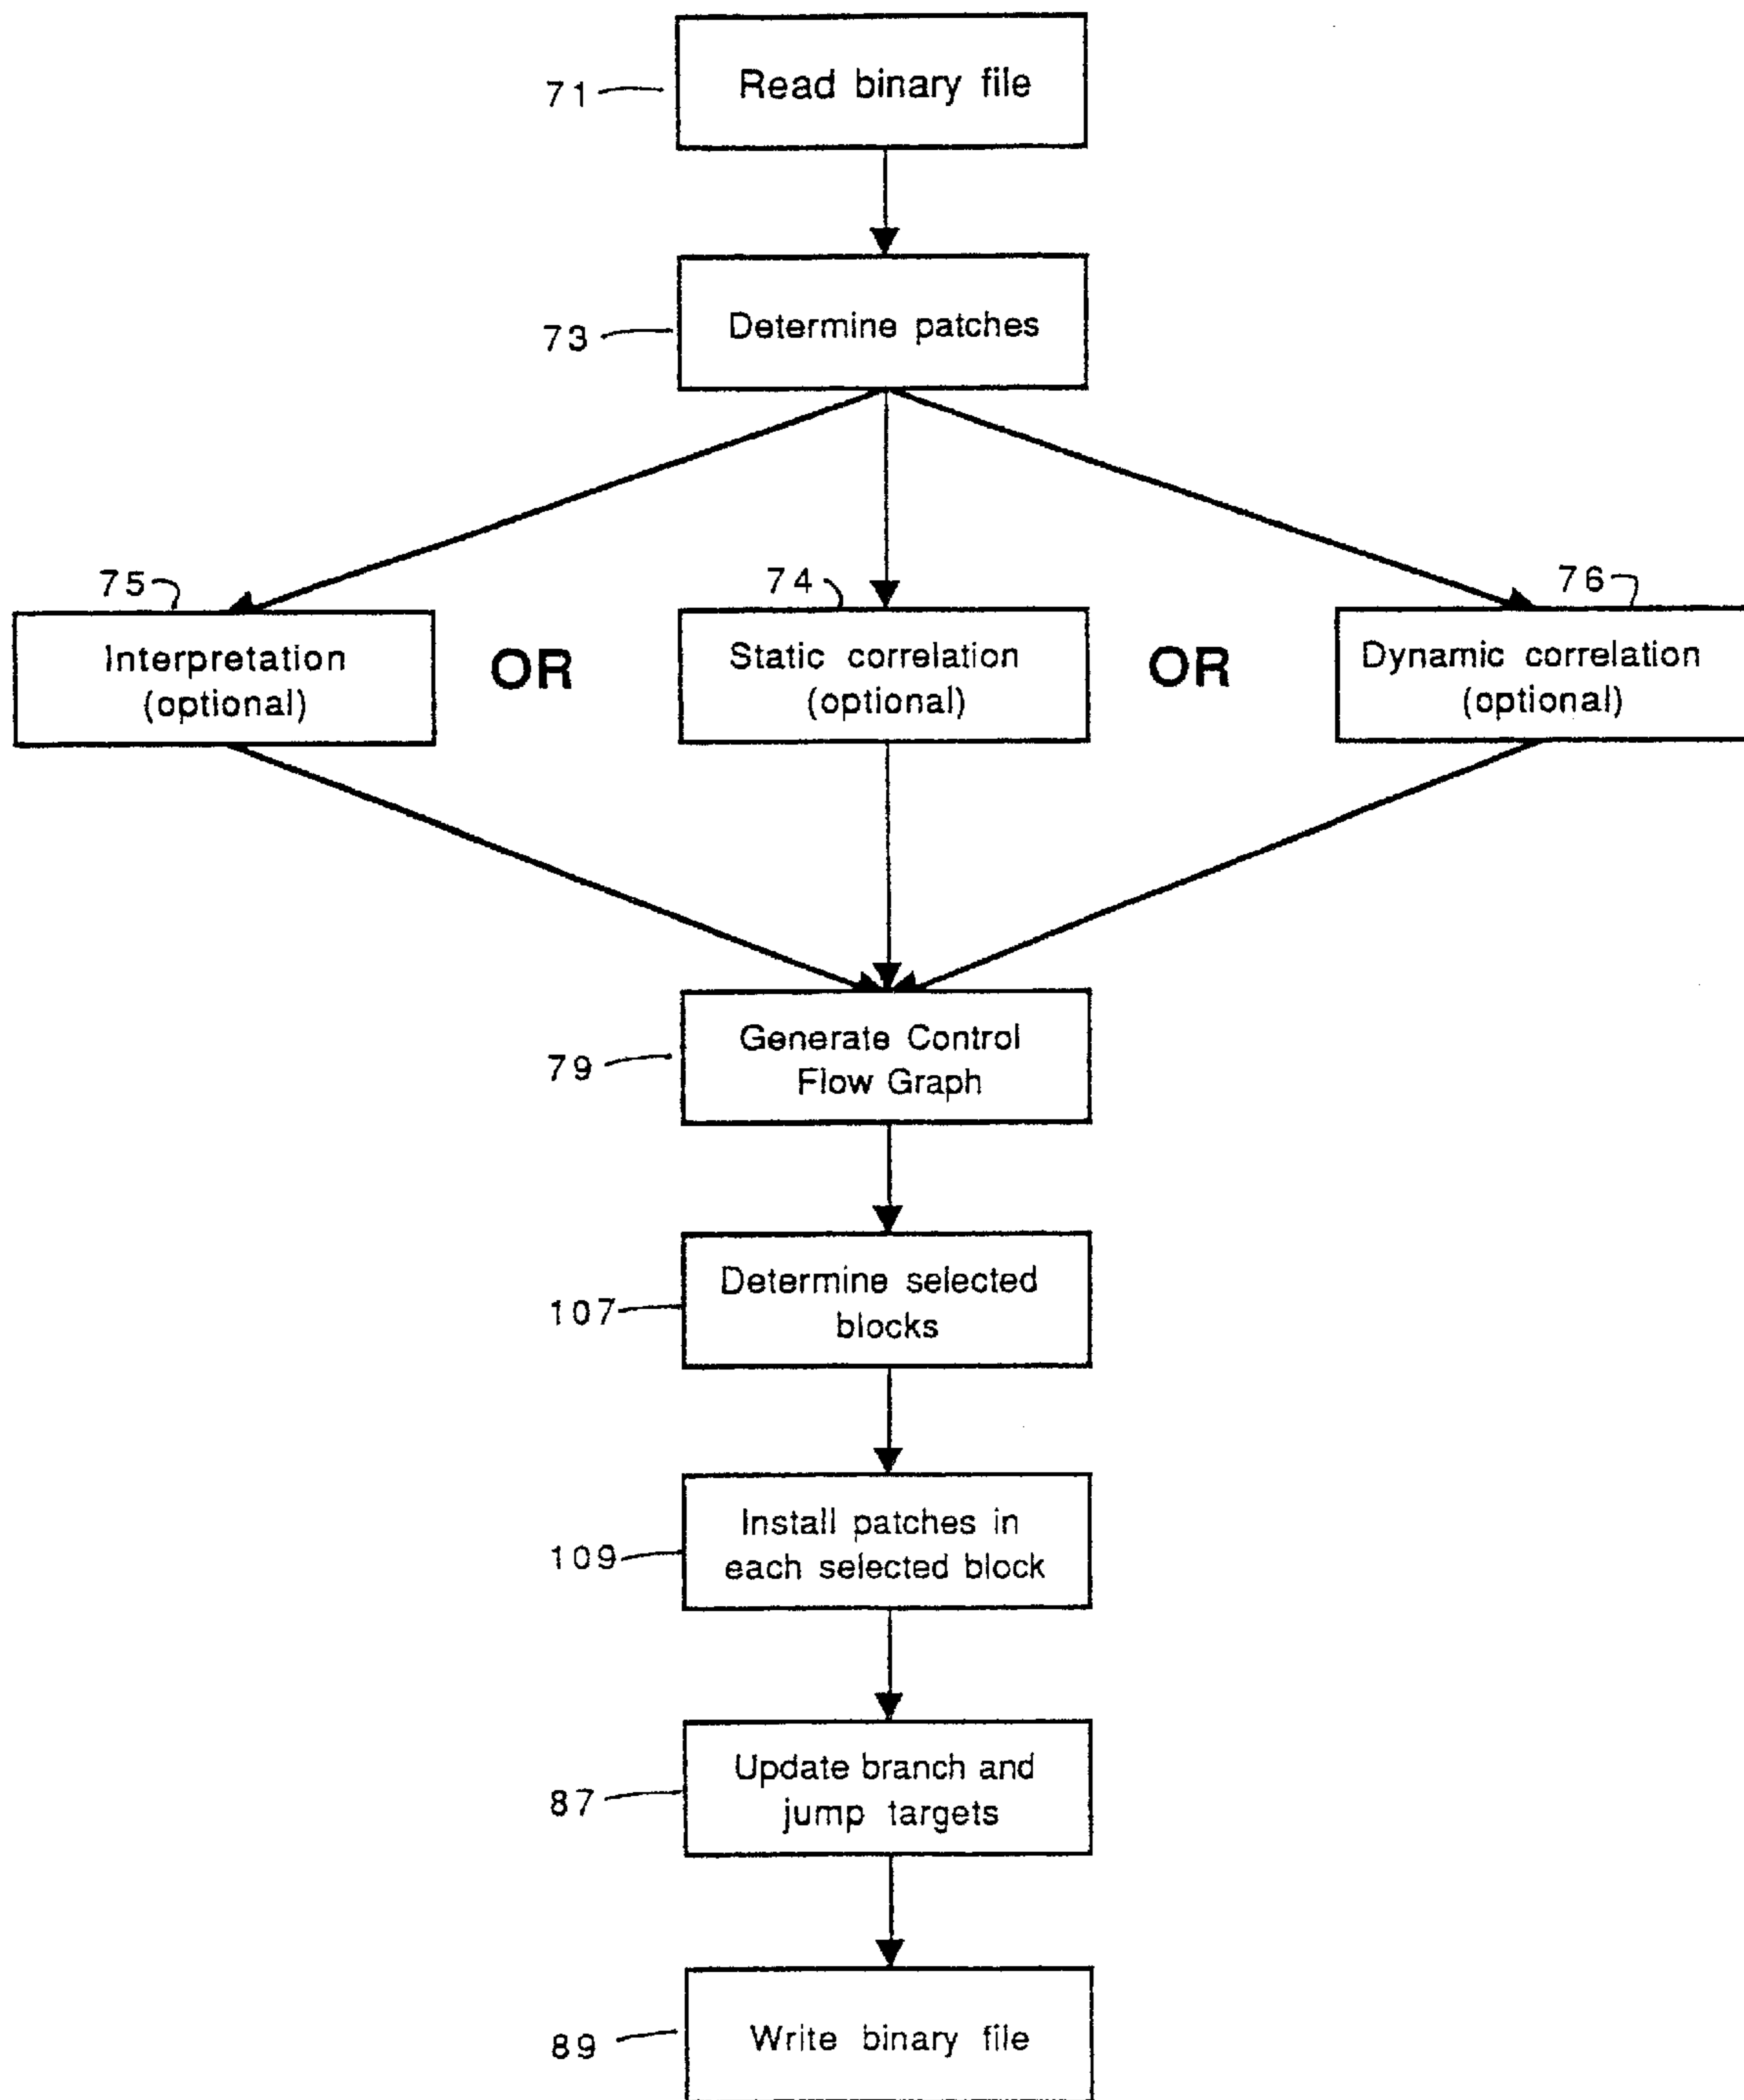 Read binary file
71
Determine patches
73
75
74
76
Interpretation
(optional)
OR
Static correlation
(optional)
OR
Dynamic correlation
(optional)
Generate Control
Flow Graph
79
Determine selected
blocks
107
Install patches in
each selected block
109
Update branch and
jump targets
87
Write binary file
89